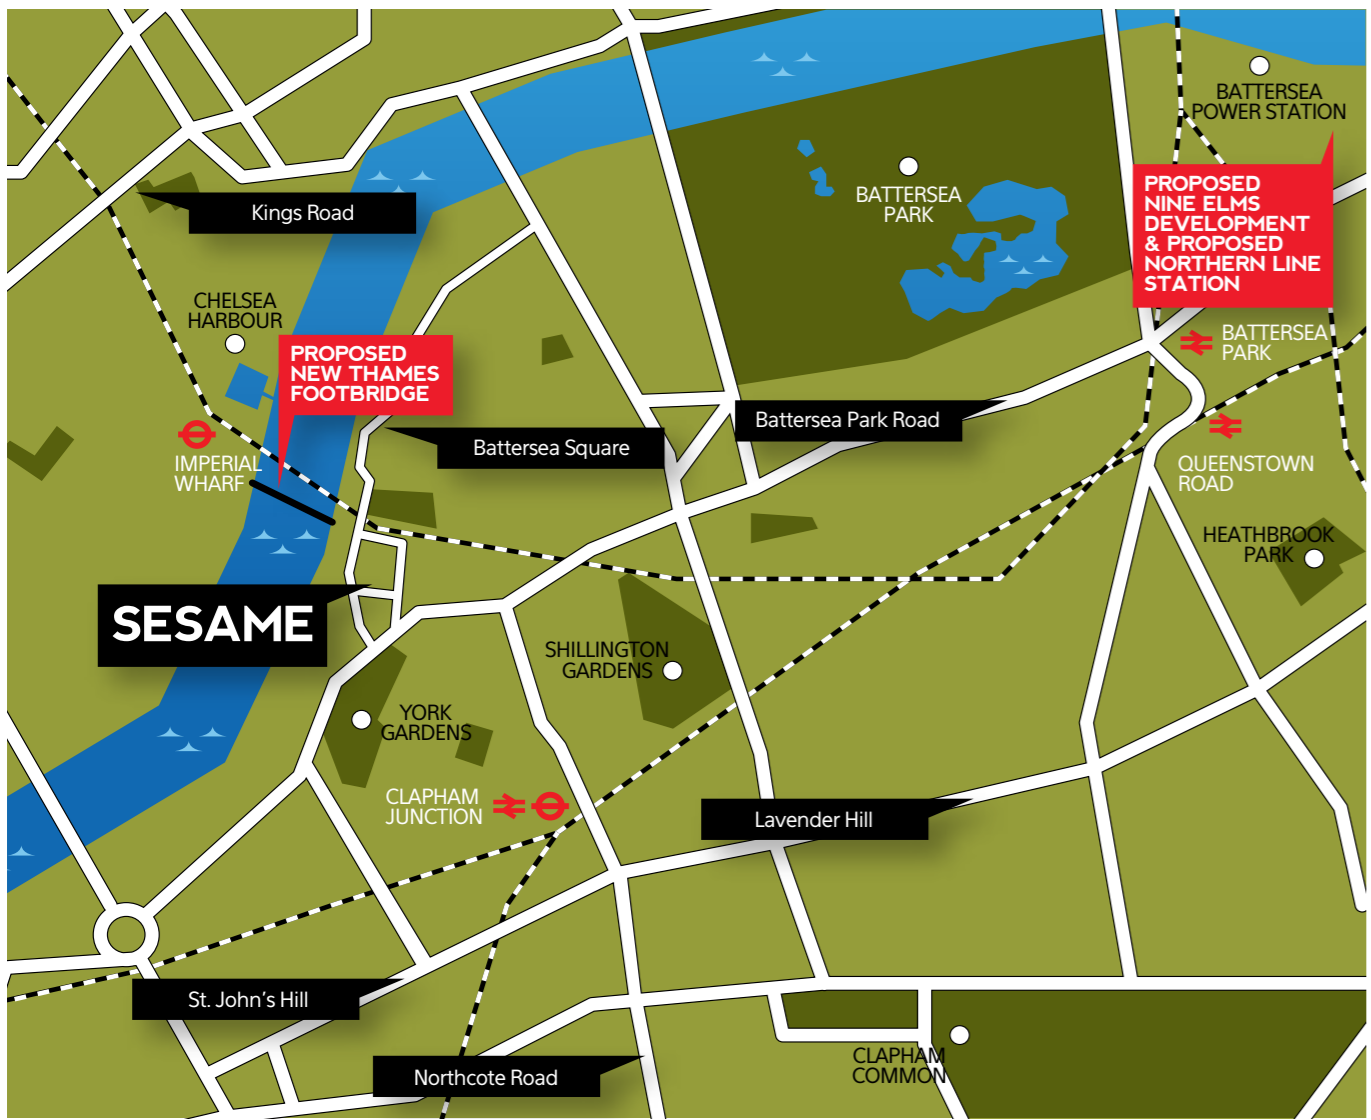 BATTERSEA
POWER STATION
BATTERSEA
PARK
PROPOSED
NINE ELMS
DEVELOPMENT
& PROPOSED
NORTHERN LINE
STATION
Kings Road
CHELSEA
HARBOUR
PROPOSED
NEW THAMES
FOOTBRIDGE
BATTERSEA
PARK
Battersea Park Road
Battersea Square
IMPERIAL
WHARF
QUEENSTOWN
ROAD
HEATHBROOK
PARK
SESAME
SHILLINGTON
GARDENS
YORK
GARDENS
CLAPHAM
JUNCTION
Lavender Hill
St. John's Hill
CLAPHAM
COMMON
Northcote Road